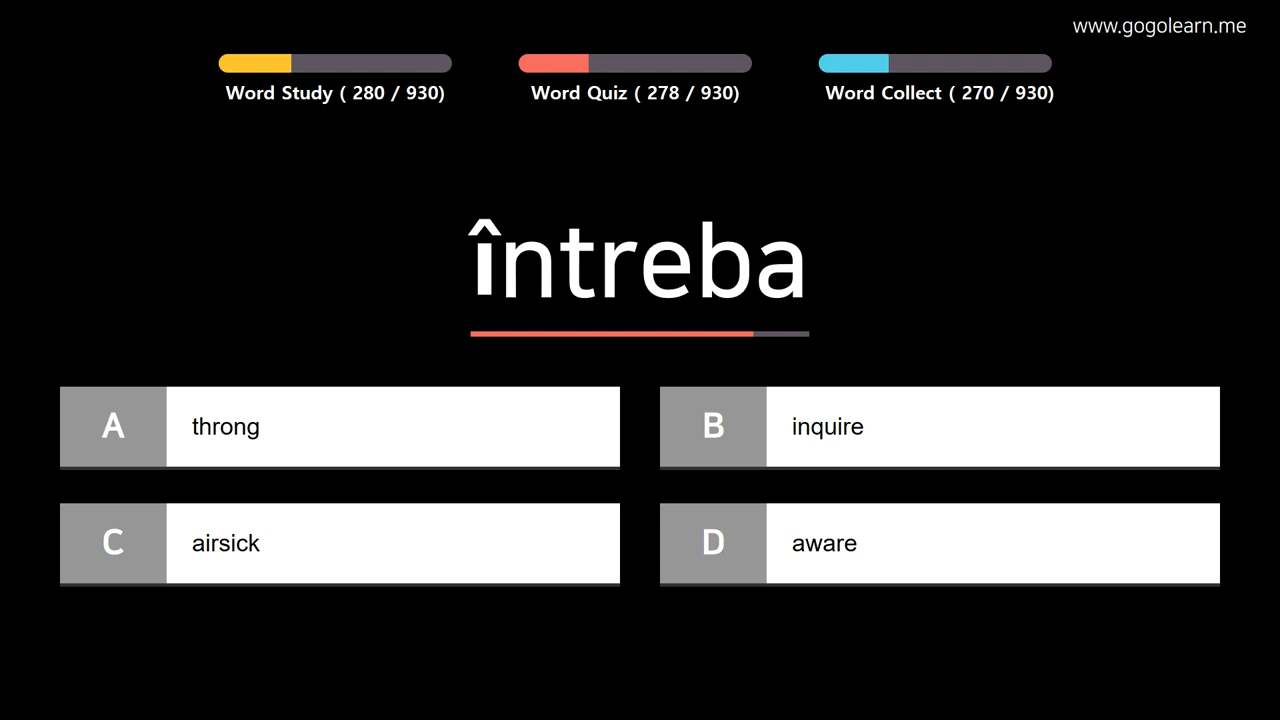 www.gogolearn.me
Word Study ( 280 / 930)
Word Quiz ( 278 / 930)
Word Collect ( 270 / 930)
întreba
A throng
B inquire
C airsick
D aware